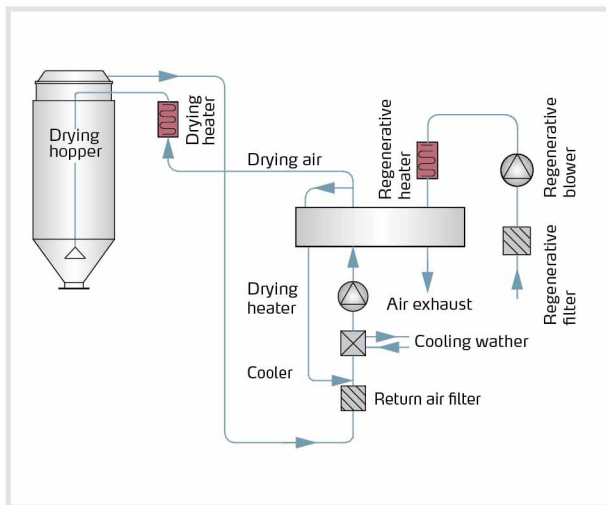 Drying
hopper
Drying
heater
Drying air
Regenerative
heater
Regenerative
blower
Drying
heater
Air exhaust
Regenerative
filter
Cooling wather
Cooler
Return air filter